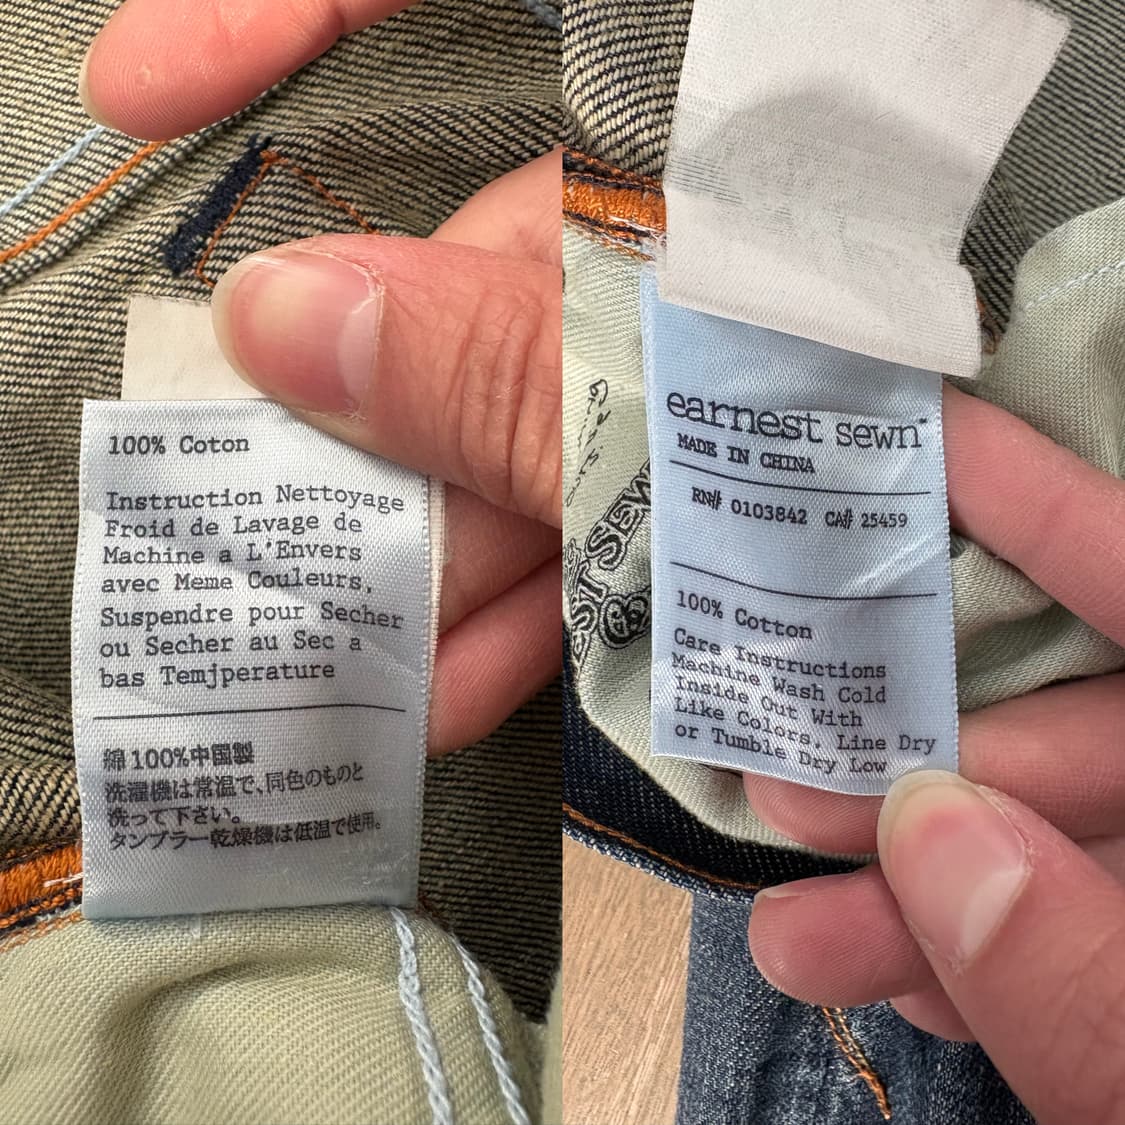 100% Coton
Instruction Nettoyage
Froid de Lavage de
Machine a L'Envers
avec Meme Couleurs,
Suspendre pour Secher
ou Secher au Sec a
bas Temjperature
綿100%中国製
洗濯機は常温で、同色のものと
洗って下さい。
タンブラー乾燥機は低温で使用。
earnest sewn
MADE IN CHINA
RN# 0103842 CA# 25459
100% Cotton
Care Instructions
Machine Wash Cold
Inside Out With
Like Colors, Line Dry
or Tumble Dry Low